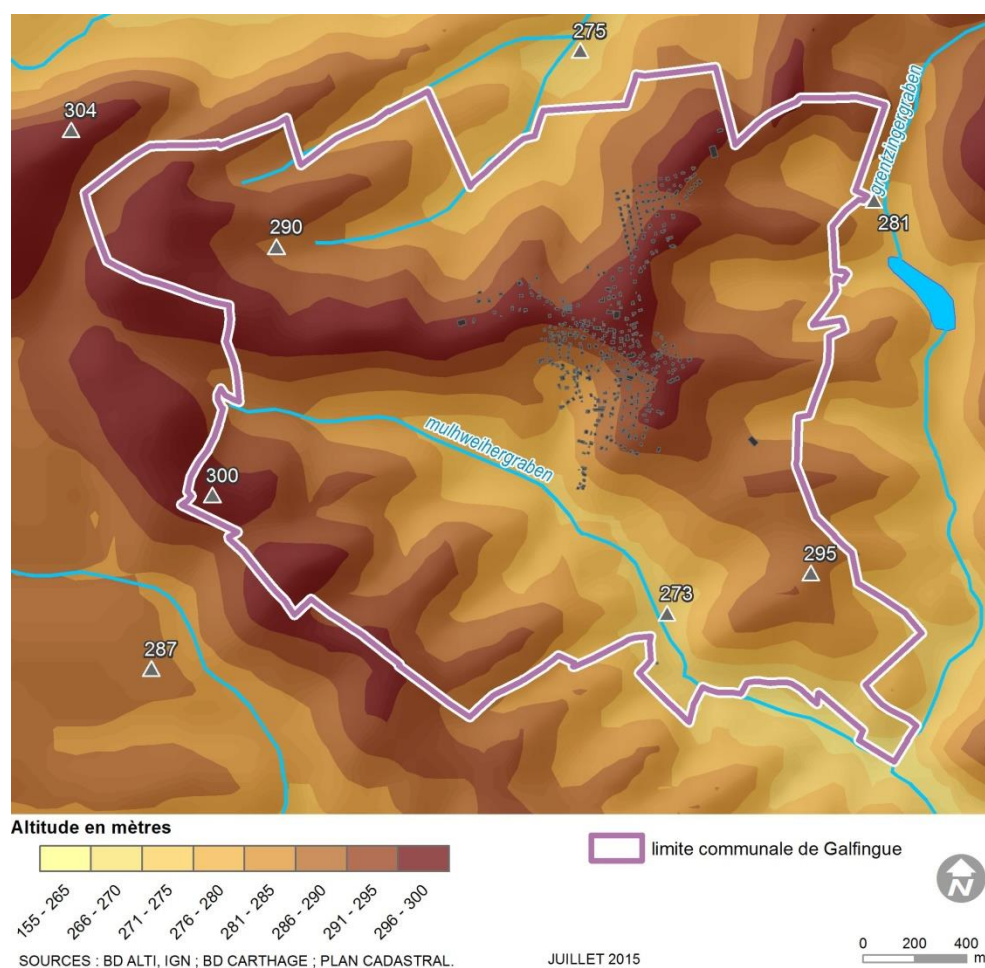 275
304
grentzingergraben
290
281
mulhweihergraben
300
295
273
287
Altitude en mètres
limite communale de Galfingue
N
155 - 265
266 - 270
271 - 275
276 - 280
281 - 285
286 - 290
291 - 295
296 - 300
0 200 400
m
SOURCES : BD ALTI, IGN ; BD CARTHAGE ; PLAN CADASTRAL.
JUILLET 2015